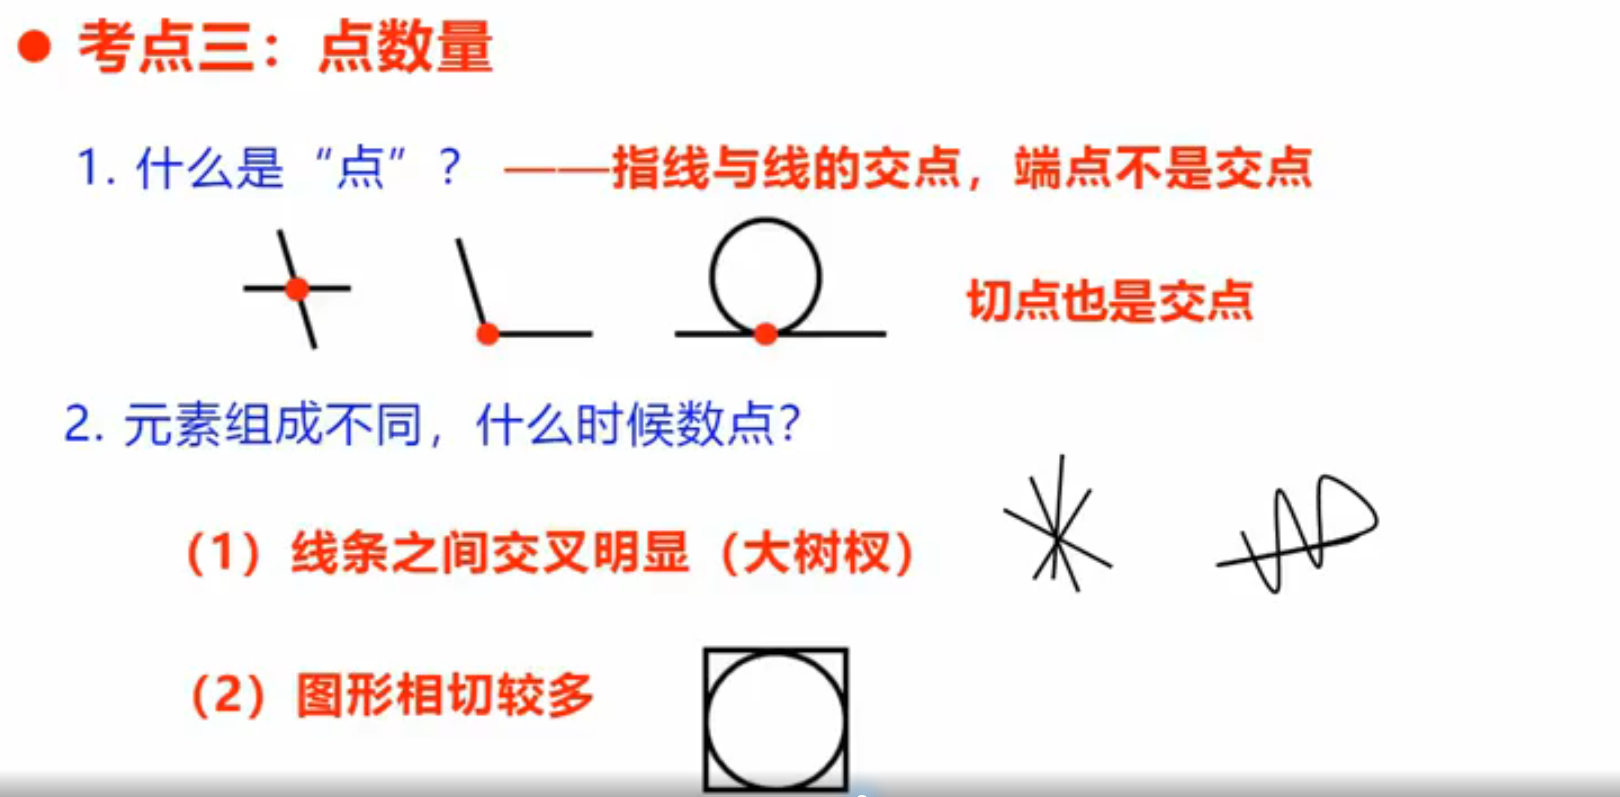 ● 考点三：点数量
1. 什么是“点”？ ——指线与线的交点，端点不是交点
切点也是交点
2. 元素组成不同，什么时候数点？
（1）线条之间交叉明显（大树杈）
（2）图形相切较多